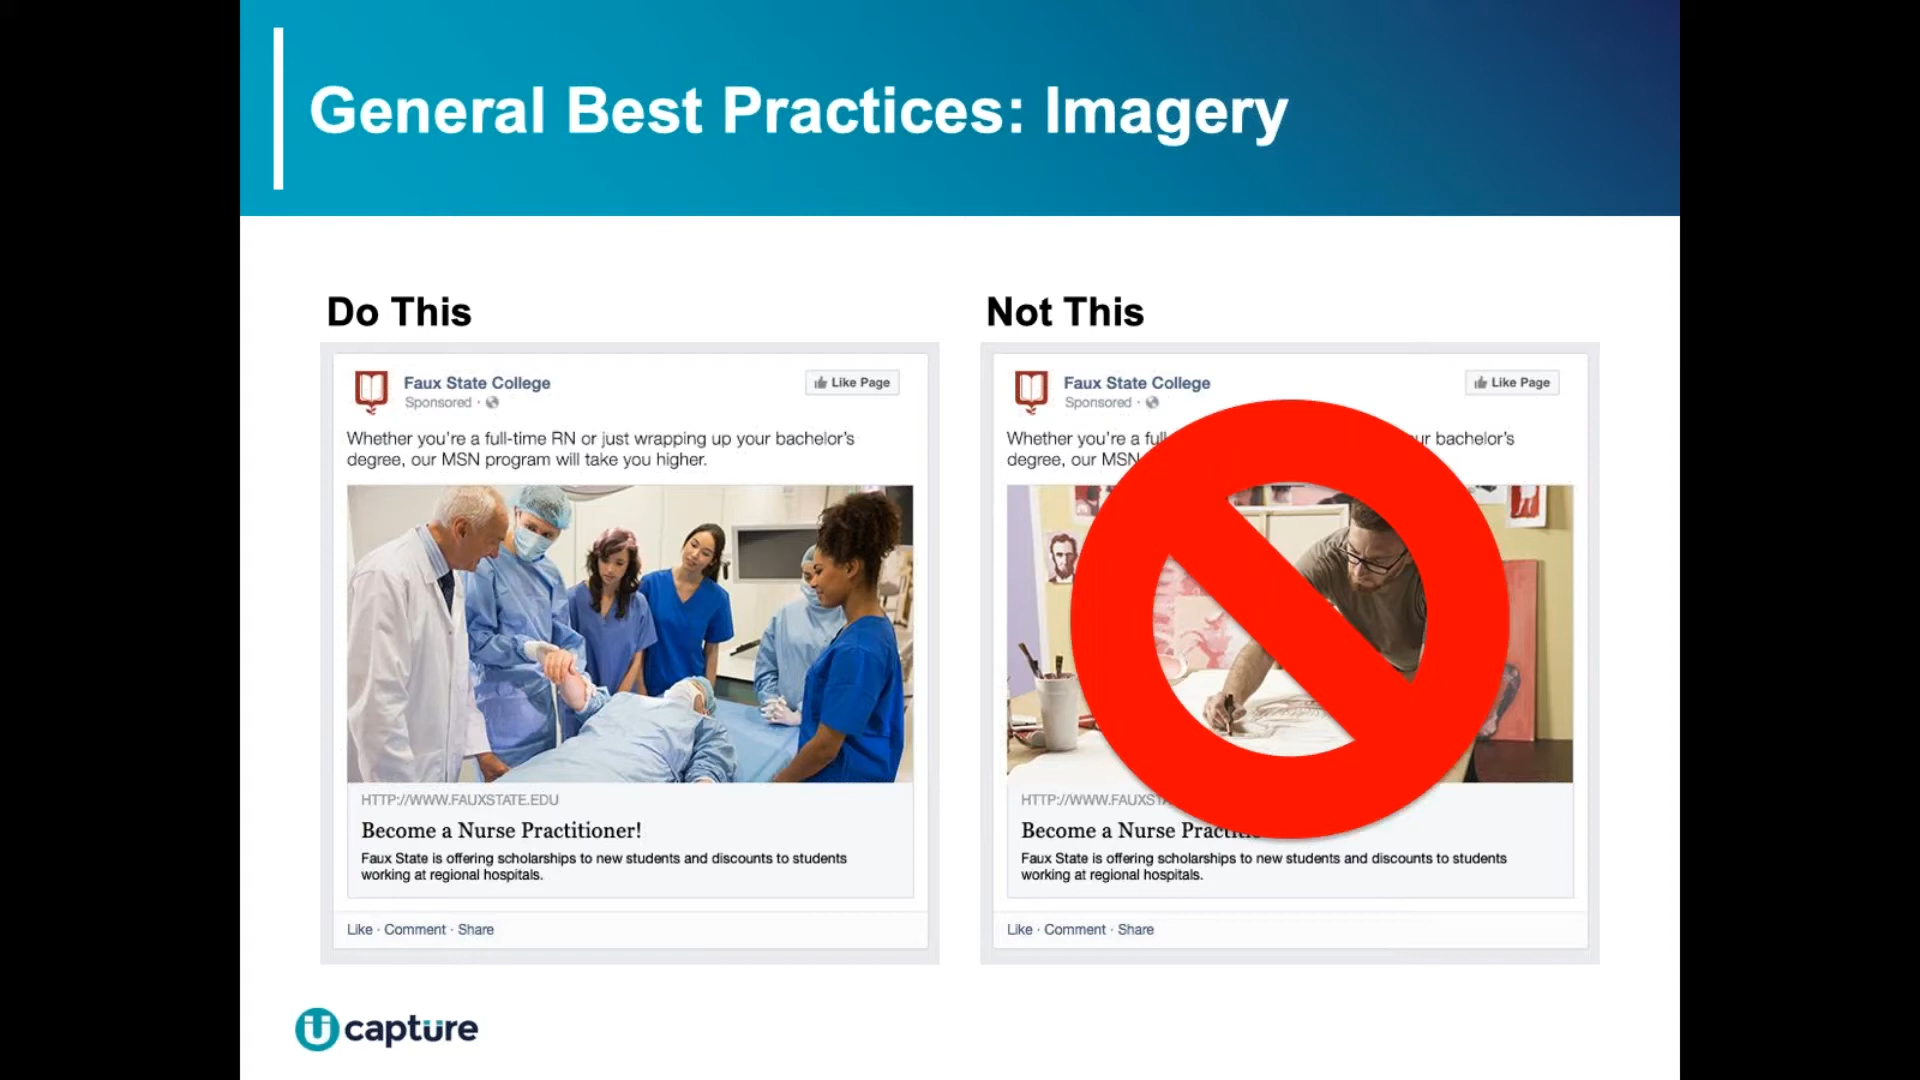 General Best Practices: Imagery
Do This
Faux State College
Like Page
Sponsored ·
Whether you're a full-time RN or just wrapping up your bachelor's
degree, our MSN program will take you higher.
HTTP://WWW.FAUXSTATE.EDU
Become a Nurse Practitioner!
Faux State is offering scholarships to new students and discounts to students
working at regional hospitals.
Like · Comment · Share
Not This
Faux State College
Like Page
Sponsored ·
Whether you're a full bachelor's
degree, our MSN
HTTP://WWW.FAUXST
Become a Nurse
Faux State is offering scholarships to new students and discounts to students
working at regional hospitals.
Like · Comment · Share
U capture